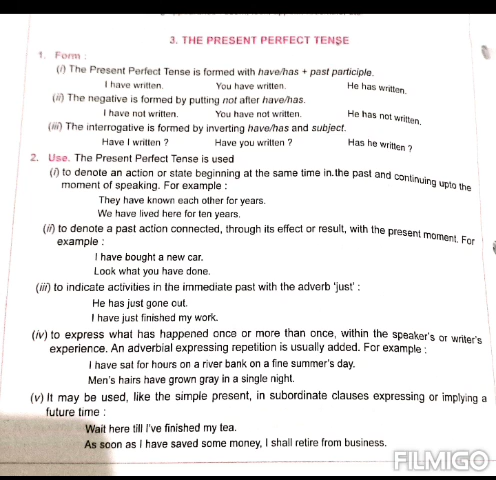 3. THE PRESENT PERFECT TENSE
1. Form :
(i) The Present Perfect Tense is formed with have/has + past participle.
I have written. You have written. He has written.
(ii) The negative is formed by putting not after have/has.
I have not written. You have not written. He has not written.
(iii) The interrogative is formed by inverting have/has and subject.
Have I written ? Have you written ? Has he written ?
2. Use. The Present Perfect Tense is used
(i) to denote an action or state beginning at the same time in.the past and continuing upto the
moment of speaking. For example :
They have known each other for years.
We have lived here for ten years.
(ii) to denote a past action connected, through its effect or result, with the present moment. For
example :
I have bought a new car.
Look what you have done.
(iii) to indicate activities in the immediate past with the adverb 'just' :
He has just gone out.
I have just finished my work.
(iv) to express what has happened once or more than once, within the speaker's or writer's
experience. An adverbial expressing repetition is usually added. For example :
I have sat for hours on a river bank on a fine summer's day.
Men's hairs have grown gray in a single night.
(v) It may be used, like the simple present, in subordinate clauses expressing or implying a
future time :
Wait here till I've finished my tea.
As soon as I have saved some money, I shall retire from business.
FILMIGO